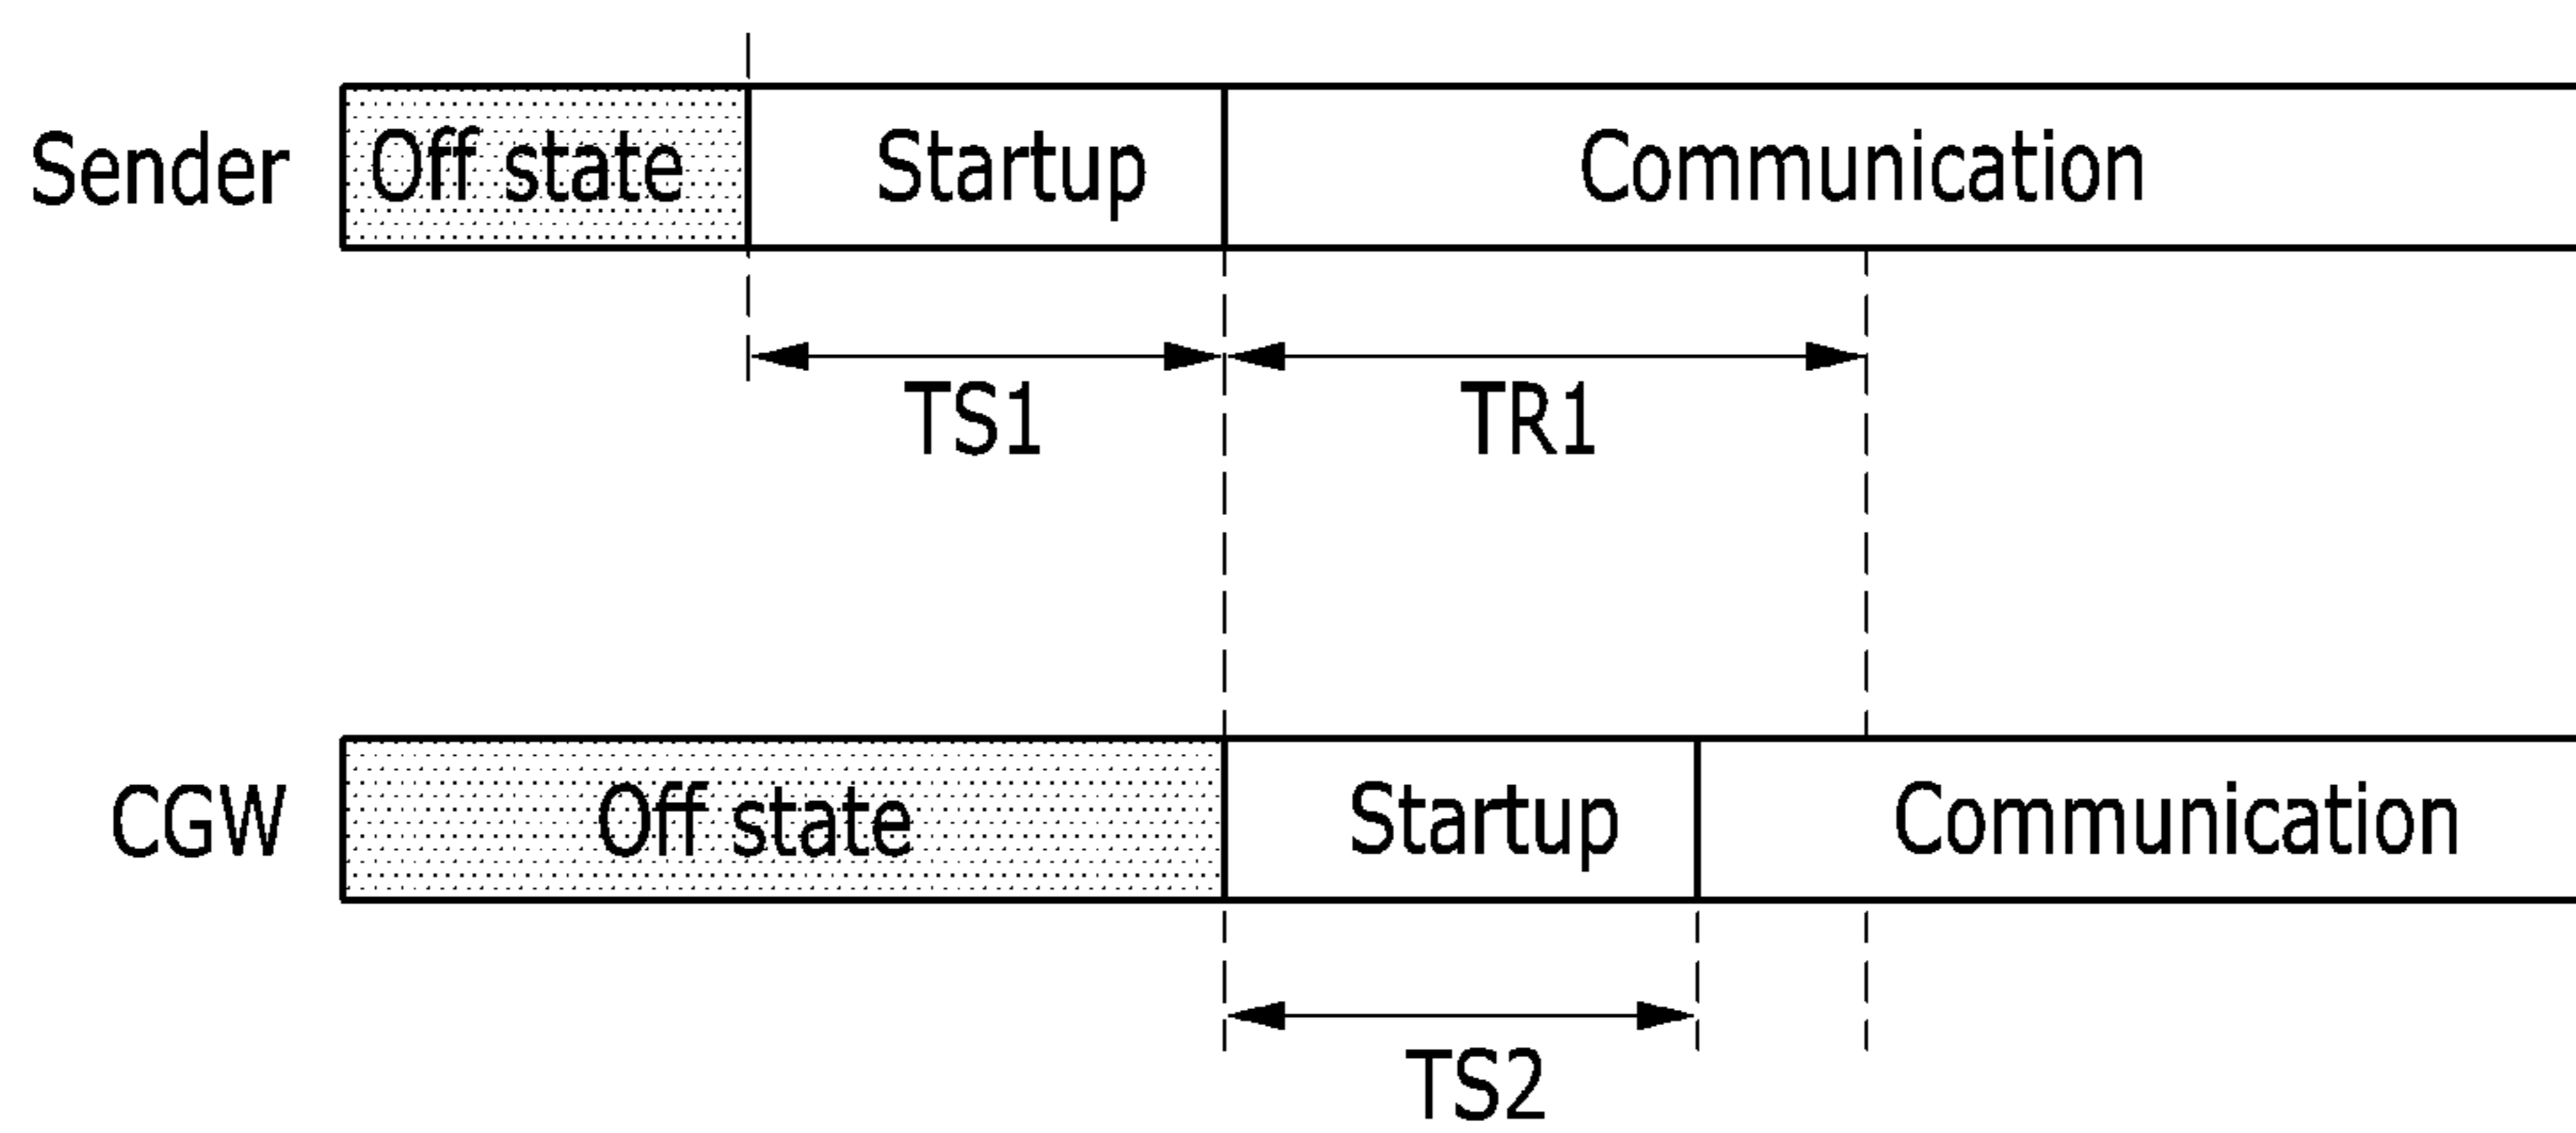 Sender Off state Startup Communication
TS1 TR1
CGW Off state Startup Communication
TS2